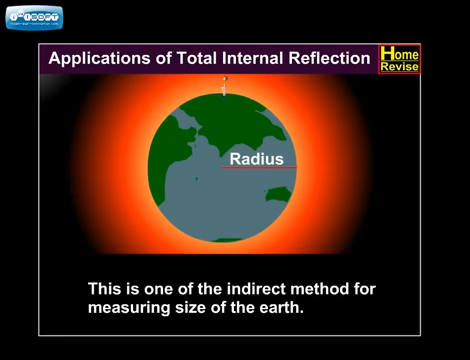 Applications of Total Internal Reflection
Home
Revise
Radius
This is one of the indirect method for
measuring size of the earth.